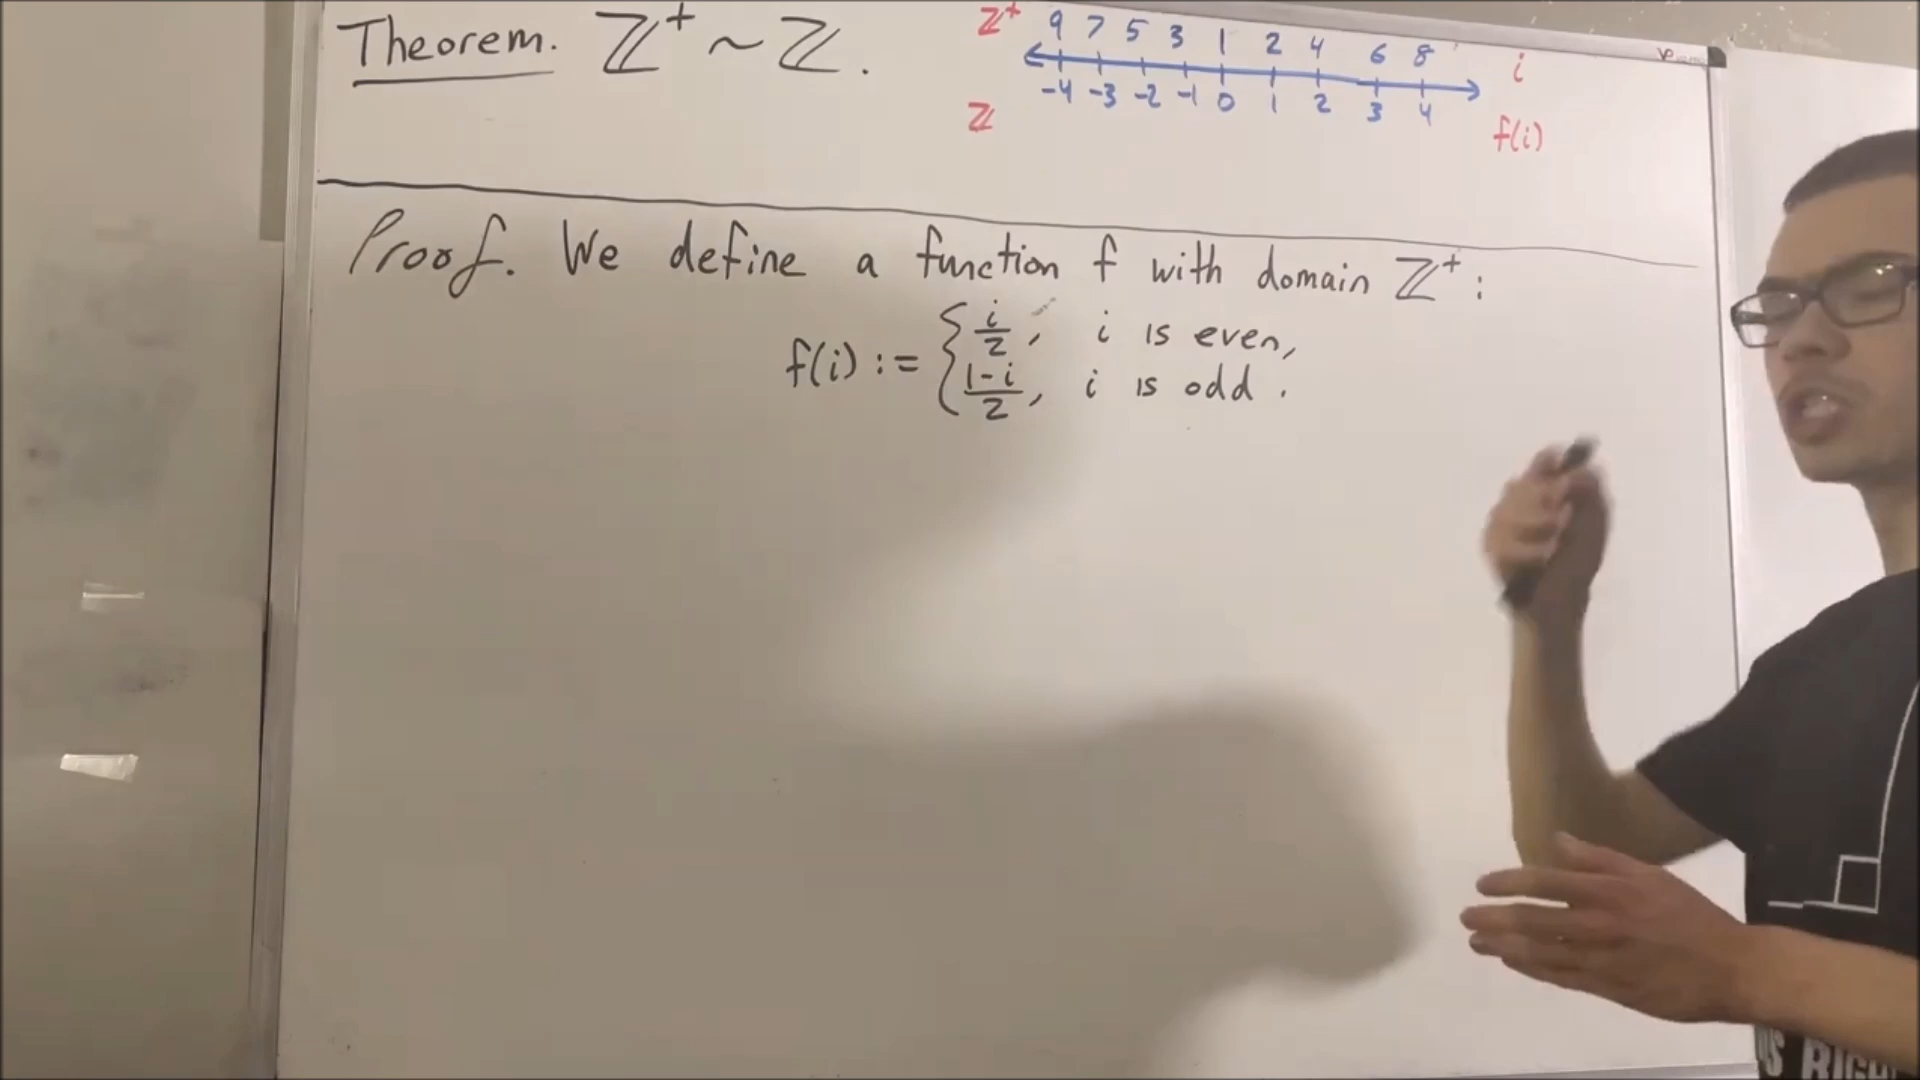 Theorem. ℤ⁺ ~ ℤ.
ℤ⁺ 9 7 5 3 1 2 4 6 8 i
ℤ -4 -3 -2 -1 0 1 2 3 4 f(i)
Proof. We define a function f with domain ℤ⁺:
f(i) := { i/2, i is even,
(1-i)/2, i is odd.